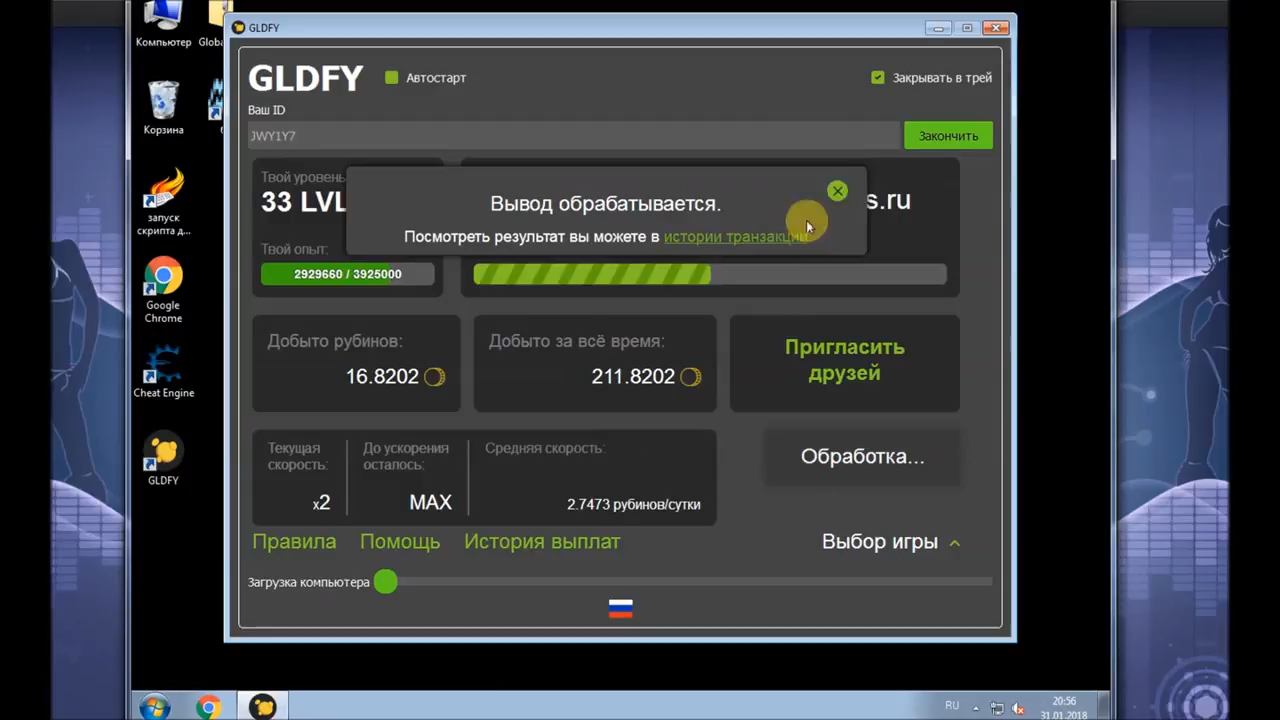 GLDFY
Компьютер
Globa
Корзина
запуск
скрипта д...
Google
Chrome
Cheat Engine
GLDFY
GLDFY
Автостарт
Закрывать в трей
Ваш ID
JWY1Y7
Закончить
Твой уровень
33 LVL
s.ru
Вывод обрабатывается.
Посмотреть результат вы можете в истории транзакций
Твой опыт:
2929660 / 3925000
Добыто рубинов:
16.8202
Добыто за всё время:
211.8202
Пригласить
друзей
Текущая
скорость:
x2
До ускорения
осталось:
MAX
Средняя скорость:
2.7473 рубинов/сутки
Обработка...
Правила
Помощь
История выплат
Выбор игры
Загрузка компьютера
RU
20:56
31.01.2018